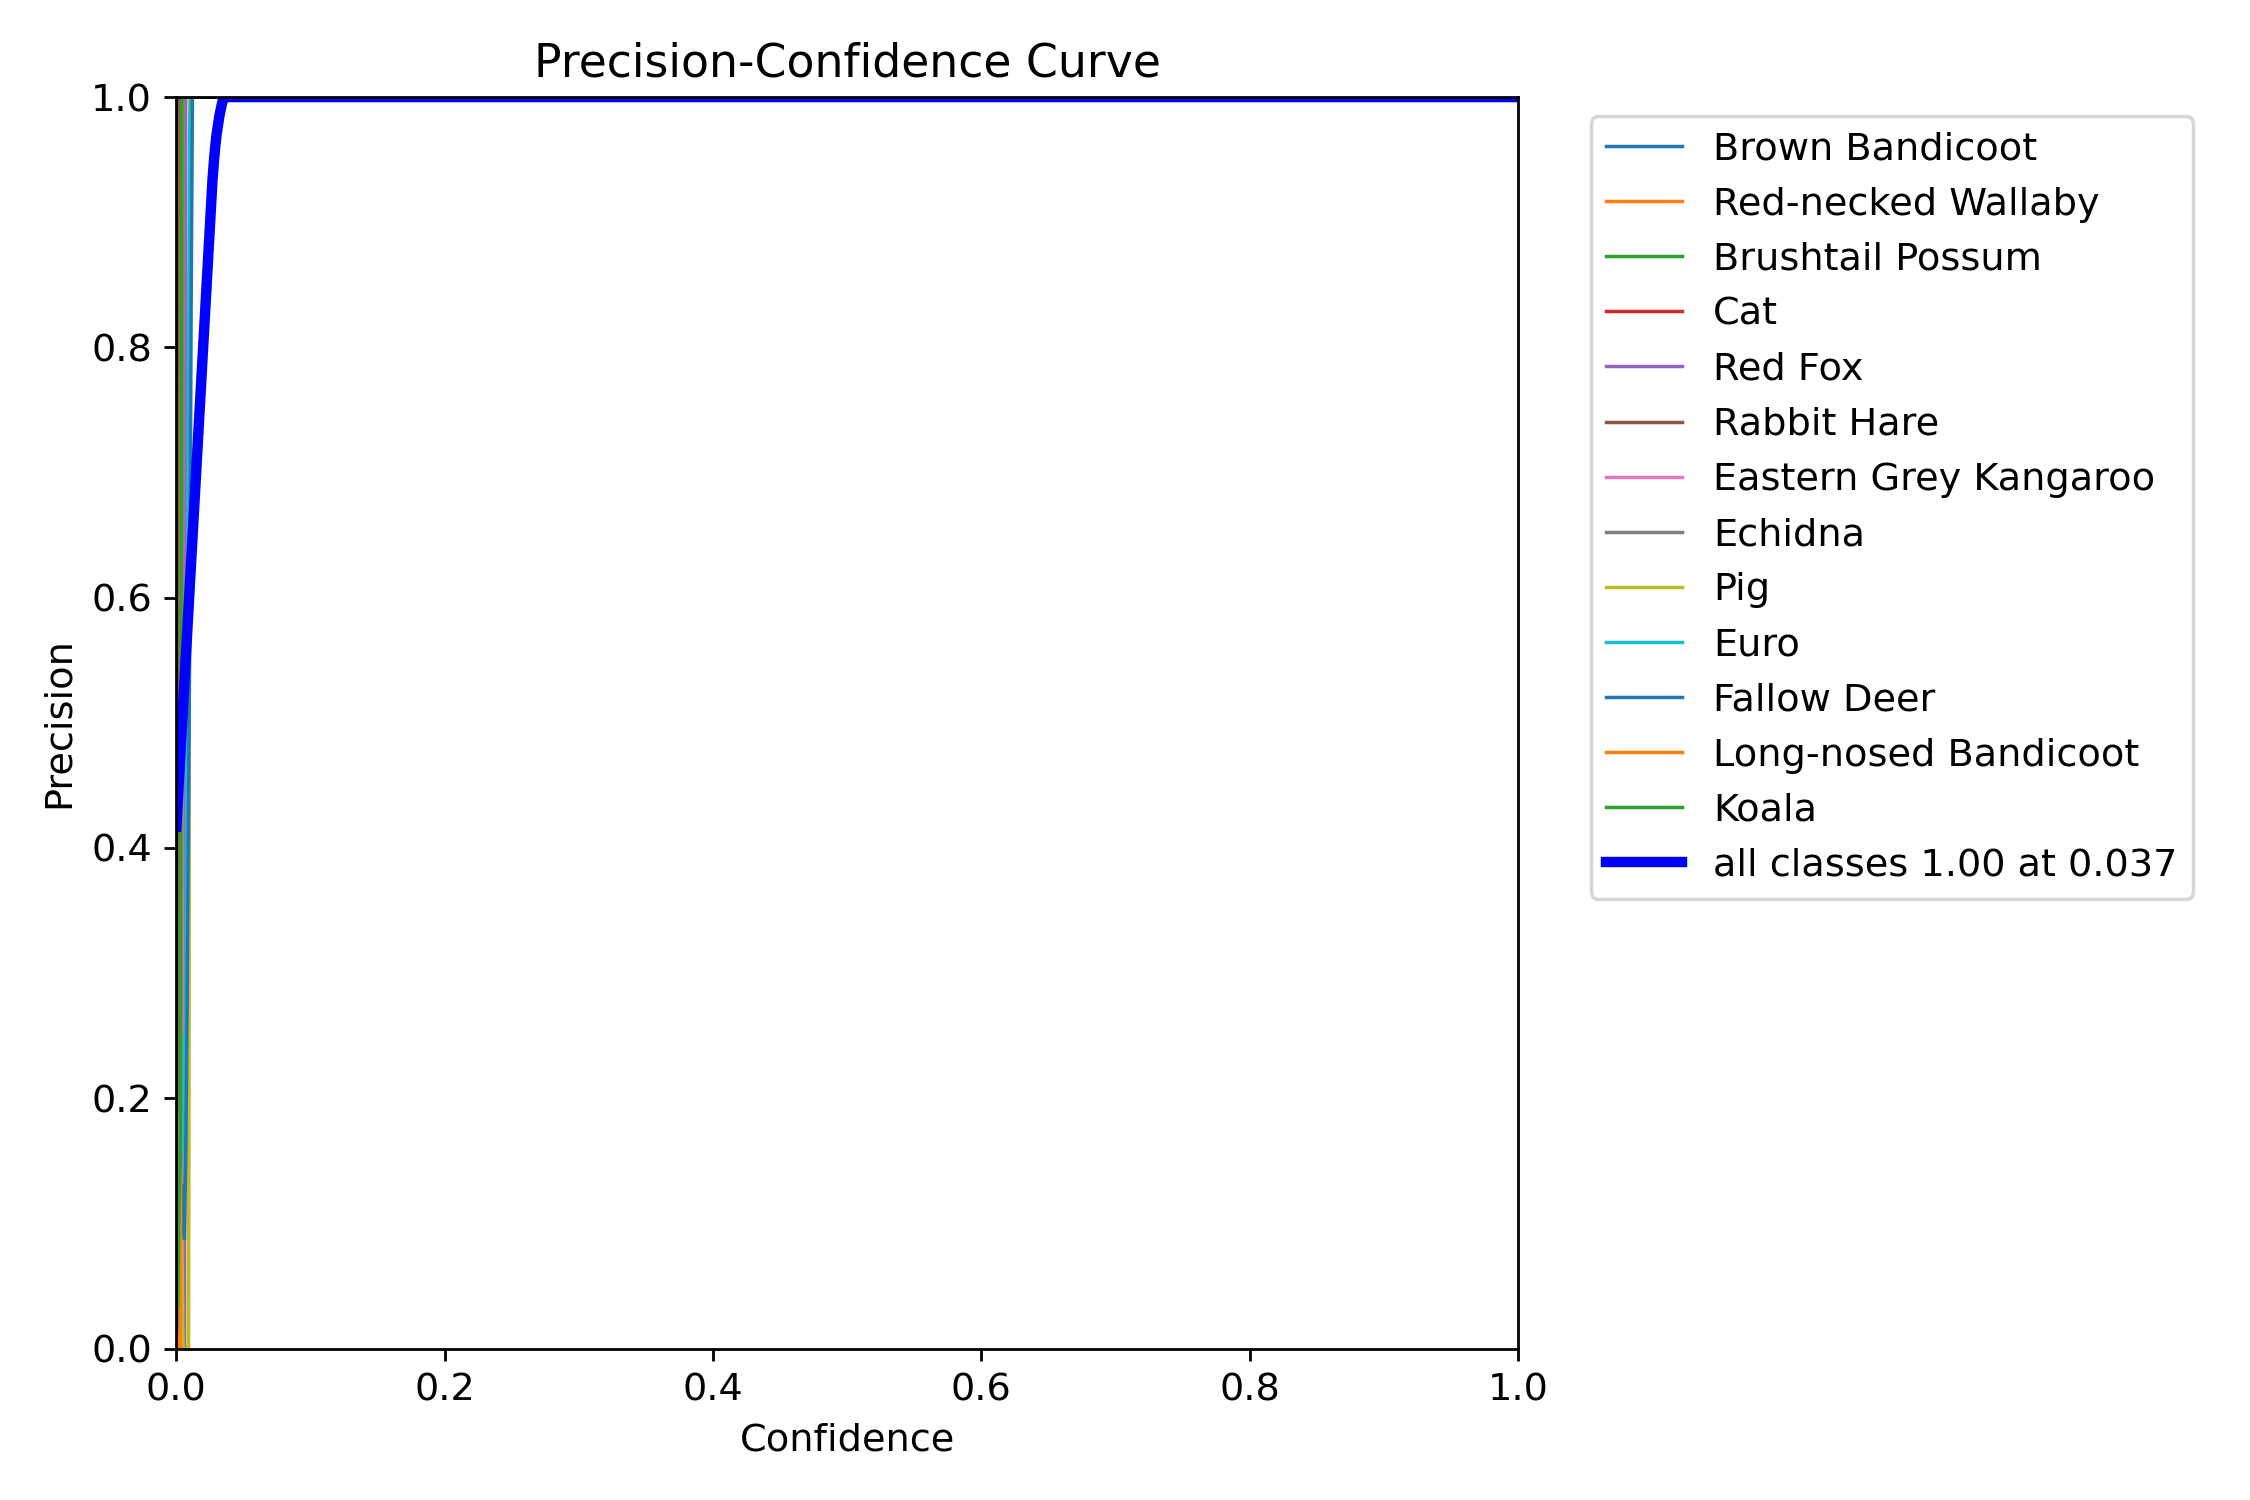 Precision-Confidence Curve
1.0
0.8
0.6
0.4
0.2
0.0
Precision
0.0 0.2 0.4 0.6 0.8 1.0
Confidence
Brown Bandicoot
Red-necked Wallaby
Brushtail Possum
Cat
Red Fox
Rabbit Hare
Eastern Grey Kangaroo
Echidna
Pig
Euro
Fallow Deer
Long-nosed Bandicoot
Koala
all classes 1.00 at 0.037